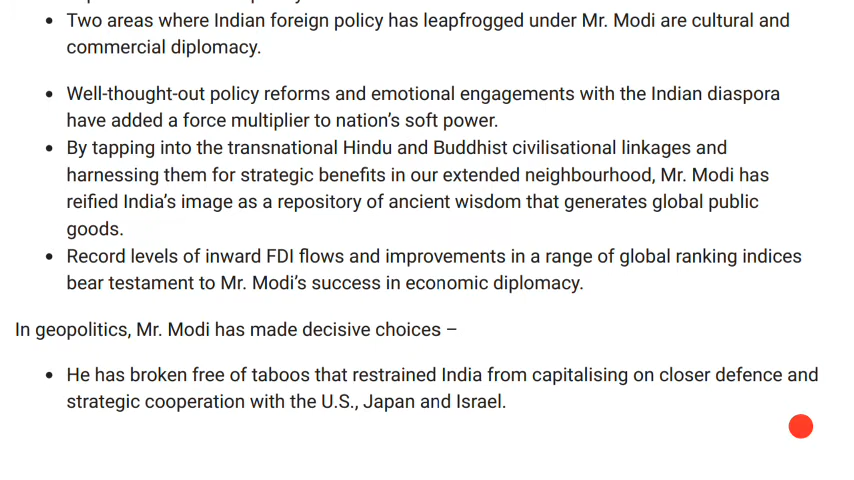 Two areas where Indian foreign policy has leapfrogged under Mr. Modi are cultural and
commercial diplomacy.
Well-thought-out policy reforms and emotional engagements with the Indian diaspora
have added a force multiplier to nation’s soft power.
By tapping into the transnational Hindu and Buddhist civilisational linkages and
harnessing them for strategic benefits in our extended neighbourhood, Mr. Modi has
reified India’s image as a repository of ancient wisdom that generates global public
goods.
Record levels of inward FDI flows and improvements in a range of global ranking indices
bear testament to Mr. Modi’s success in economic diplomacy.
In geopolitics, Mr. Modi has made decisive choices –
He has broken free of taboos that restrained India from capitalising on closer defence and
strategic cooperation with the U.S., Japan and Israel.